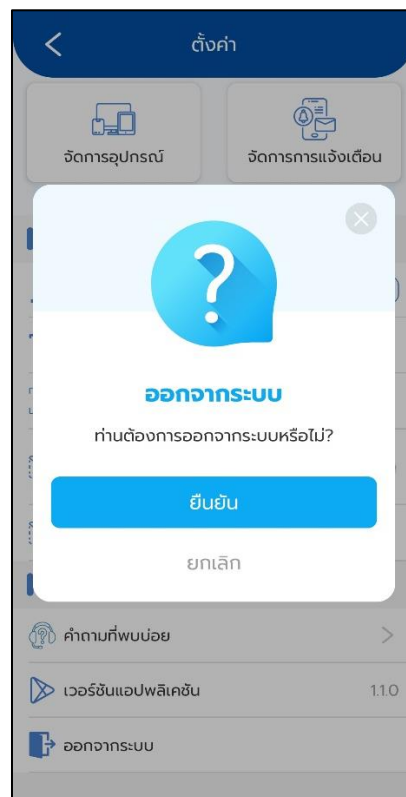 ตั้งค่า
จัดการอุปกรณ์
จัดการการแจ้งเตือน
ออกจากระบบ
ท่านต้องการออกจากระบบหรือไม่?
ยืนยัน
ยกเลิก
คำถามที่พบบ่อย
เวอร์ชันแอปพลิเคชัน 1.1.0
ออกจากระบบ